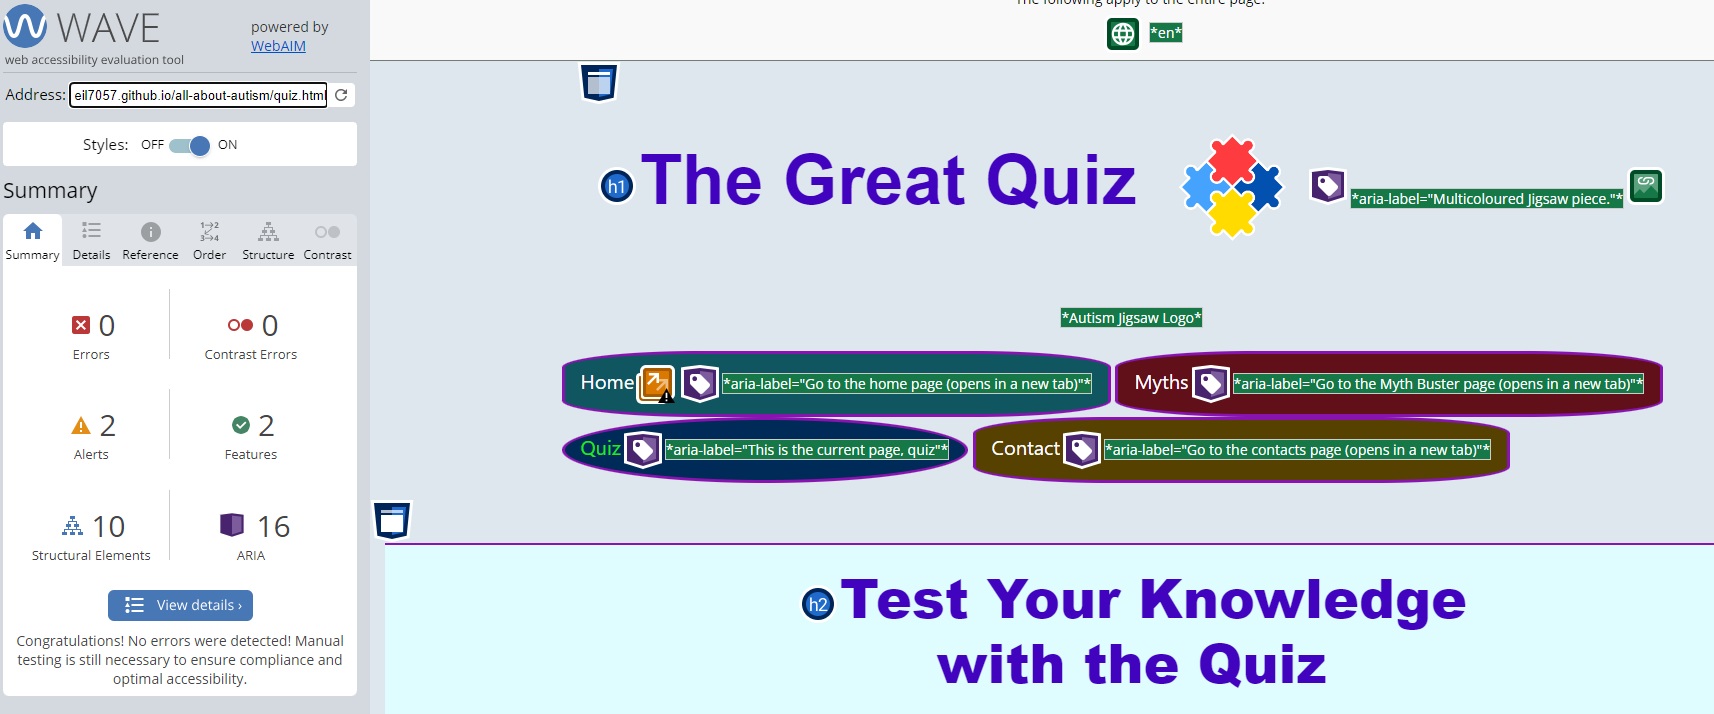 WAVE
powered by
WebAIM
web accessibility evaluation tool
Address: eil7057.github.io/all-about-autism/quiz.html
Styles: OFF ON
Summary
Summary Details Reference Order Structure Contrast
0
Errors
0
Contrast Errors
2
Alerts
2
Features
10
Structural Elements
16
ARIA
View details ›
Congratulations! No errors were detected! Manual
testing is still necessary to ensure compliance and
optimal accessibility.
The following apply to the entire page:
*en*
h1 The Great Quiz
*aria-label="Multicoloured Jigsaw piece."*
*Autism Jigsaw Logo*
Home *aria-label="Go to the home page (opens in a new tab)"*
Myths *aria-label="Go to the Myth Buster page (opens in a new tab)"*
Quiz *aria-label="This is the current page, quiz"*
Contact *aria-label="Go to the contacts page (opens in a new tab)"*
h2 Test Your Knowledge
with the Quiz